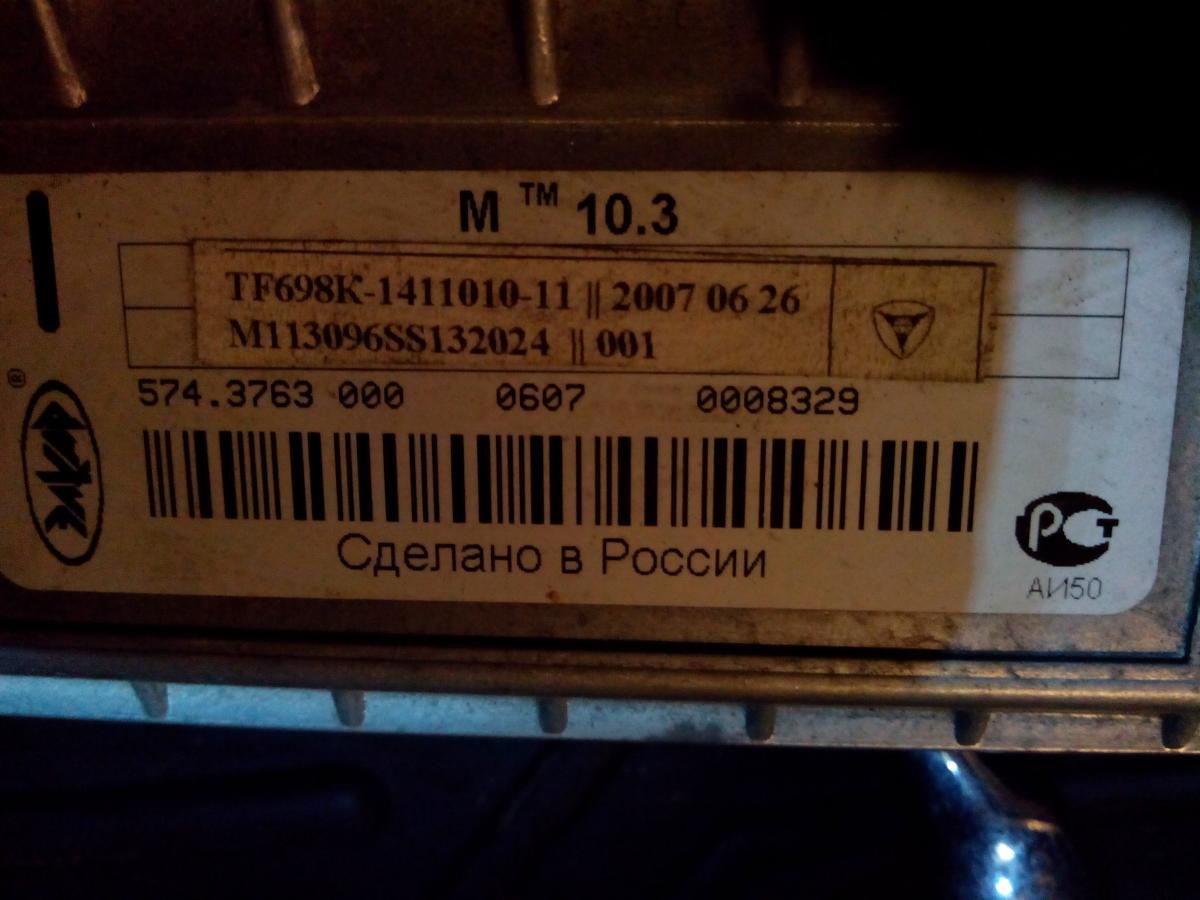 М ™ 10.3
TF698K-1411010-11 || 2007 06 26
M113096SS132024 || 001
574.3763 000 0607 0008329
®
Сделано в России
РСТ
АИ50